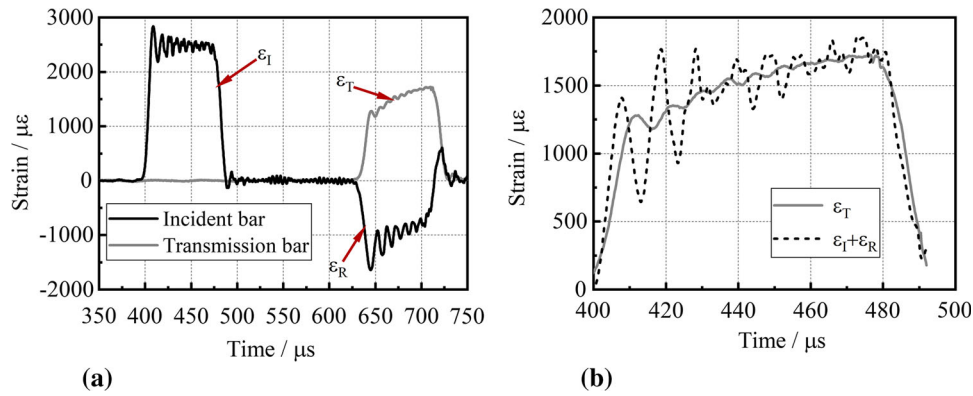 3000
2000
1000
0
-1000
-2000
Strain / με
350 400 450 500 550 600 650 700 750
Time / μs
ε_I
ε_T
ε_R
Incident bar
Transmission bar
(a)
2000
1500
1000
500
0
Strain / με
400 420 440 460 480 500
Time / μs
ε_T
ε_I+ε_R
(b)